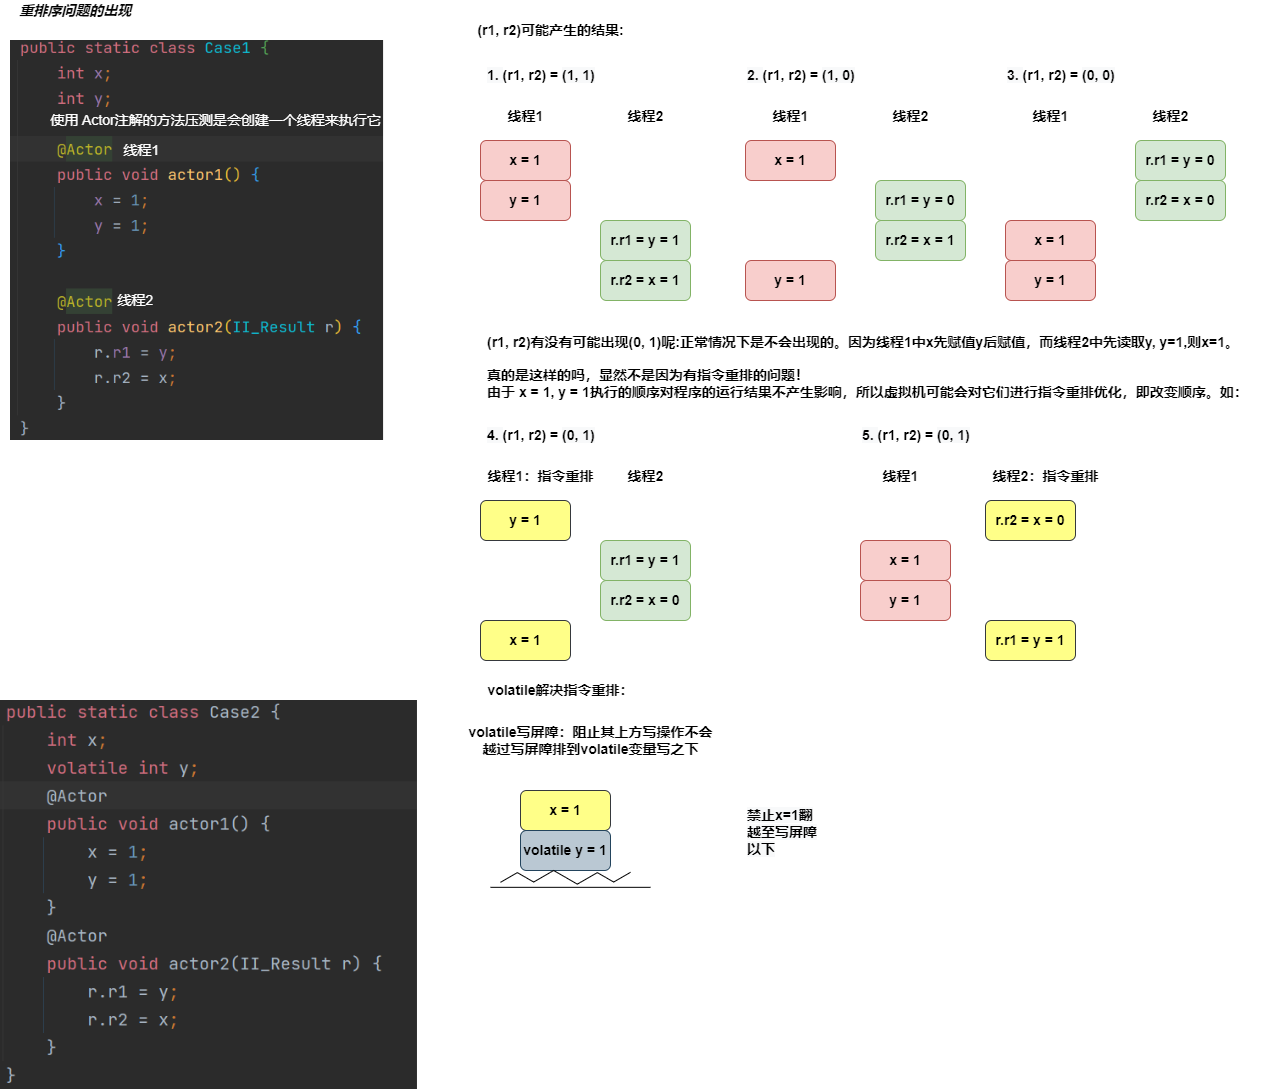 重排序问题的出现
public static class Case1 {
int x;
int y;
使用 Actor注解的方法压测是会创建一个线程来执行它
@Actor 线程1
public void actor1() {
x = 1;
y = 1;
}
@Actor 线程2
public void actor2(II_Result r) {
r.r1 = y;
r.r2 = x;
}
}
(r1, r2)可能产生的结果:
1. (r1, r2) = (1, 1)
线程1 线程2
x = 1
y = 1
r.r1 = y = 1
r.r2 = x = 1
2. (r1, r2) = (1, 0)
线程1 线程2
x = 1
r.r1 = y = 0
r.r2 = x = 1
y = 1
3. (r1, r2) = (0, 0)
线程1 线程2
r.r1 = y = 0
r.r2 = x = 0
x = 1
y = 1
(r1, r2)有没有可能出现(0, 1)呢:正常情况下是不会出现的。因为线程1中x先赋值y后赋值，而线程2中先读取y, y=1,则x=1。
真的是这样的吗，显然不是因为有指令重排的问题！
由于 x = 1, y = 1执行的顺序对程序的运行结果不产生影响，所以虚拟机可能会对它们进行指令重排优化，即改变顺序。如：
4. (r1, r2) = (0, 1)
线程1：指令重排 线程2
y = 1
r.r1 = y = 1
r.r2 = x = 0
x = 1
5. (r1, r2) = (0, 1)
线程1 线程2：指令重排
r.r2 = x = 0
x = 1
y = 1
r.r1 = y = 1
volatile解决指令重排：
volatile写屏障：阻止其上方写操作不会
越过写屏障排到volatile变量写之下
x = 1
volatile y = 1
禁止x=1翻
越至写屏障
以下
public static class Case2 {
int x;
volatile int y;
@Actor
public void actor1() {
x = 1;
y = 1;
}
@Actor
public void actor2(II_Result r) {
r.r1 = y;
r.r2 = x;
}
}